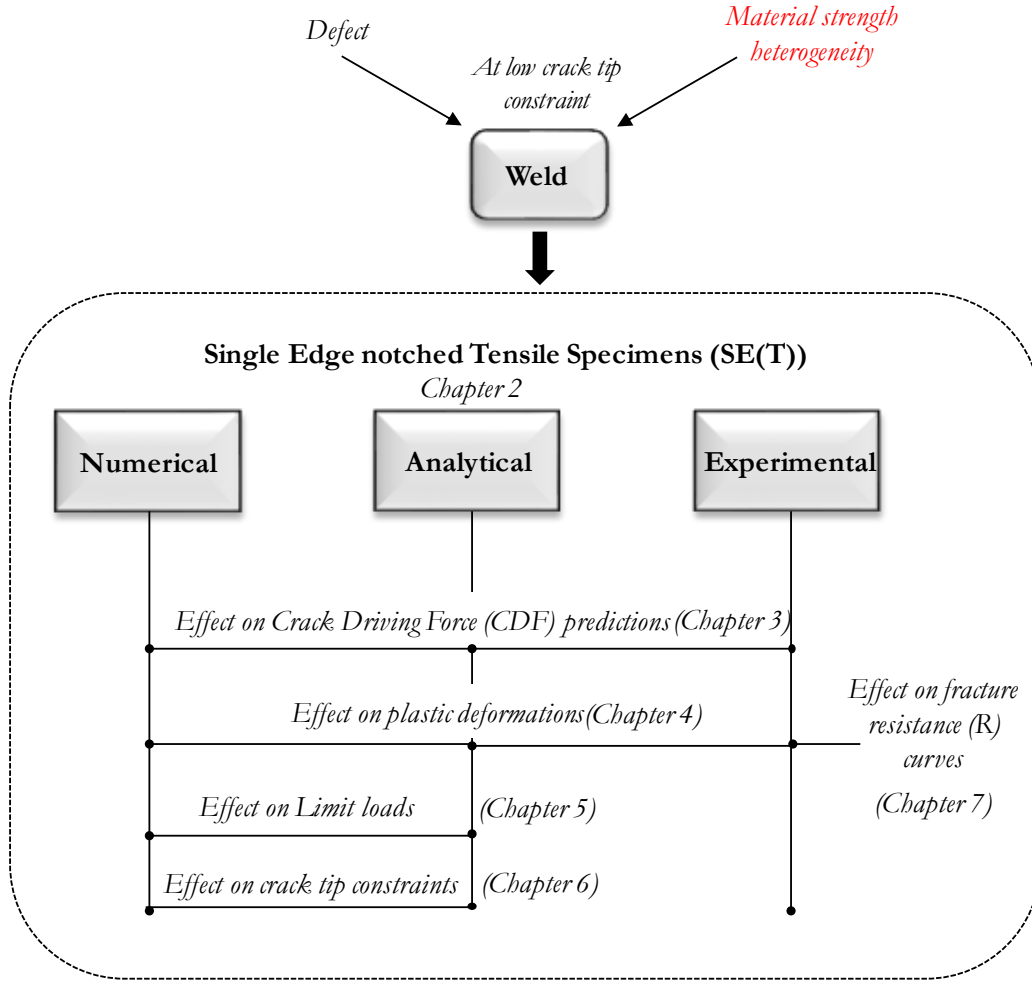 Defect
Material strength
heterogeneity
At low crack tip
constraint
Weld
Single Edge notched Tensile Specimens (SE(T))
Chapter 2
Numerical
Analytical
Experimental
Effect on Crack Driving Force (CDF) predictions(Chapter 3)
Effect on plastic deformations(Chapter 4)
Effect on fracture
resistance (R)
curves
(Chapter 7)
Effect on Limit loads
(Chapter 5)
Effect on crack tip constraints
(Chapter 6)